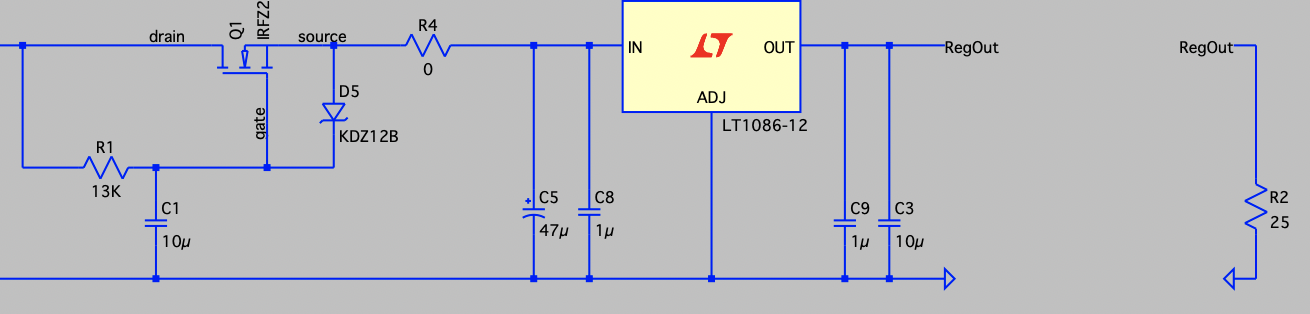 drain
Q1
IRFZ2
source
R4
0
IN
OUT
ADJ
LT1086-12
RegOut
RegOut
D5
KDZ12B
gate
R1
13K
C1
10µ
C5
47µ
C8
1µ
C9
1µ
C3
10µ
R2
25